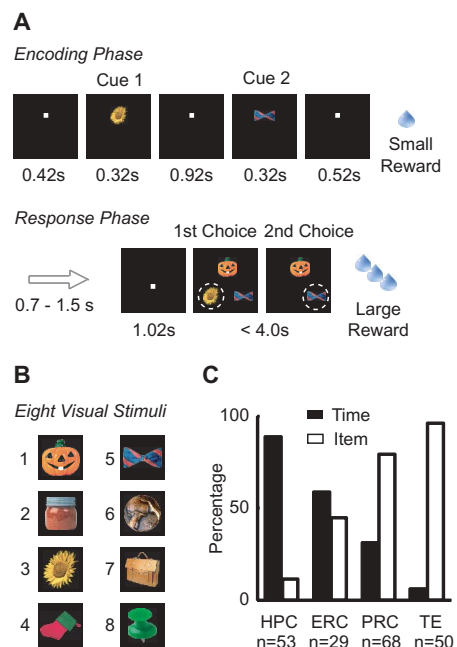 A
Encoding Phase
Cue 1 Cue 2
0.42s 0.32s 0.92s 0.32s 0.52s
Small
Reward
Response Phase
1st Choice 2nd Choice
0.7 - 1.5 s
1.02s < 4.0s
Large
Reward
B
Eight Visual Stimuli
1 5
2 6
3 7
4 8
C
Time
Item
Percentage
100
50
0
HPC ERC PRC TE
n=53 n=29 n=68 n=50